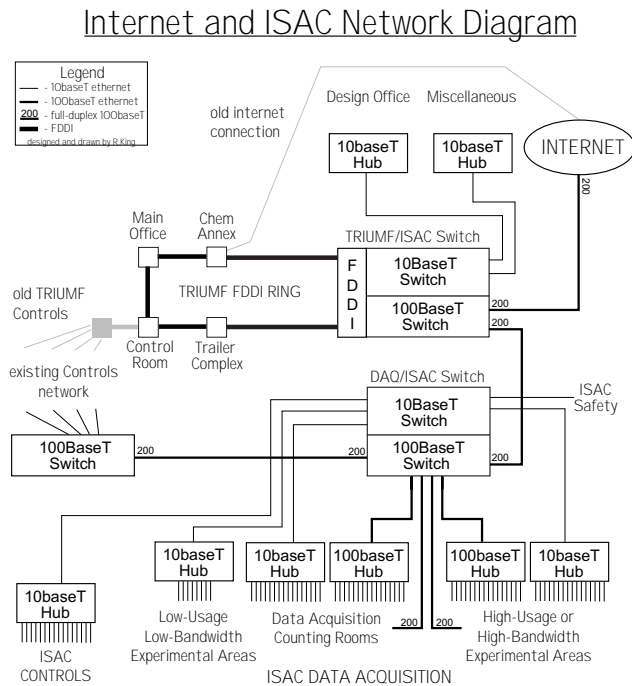 Internet and ISAC Network Diagram
Legend
- 10baseT ethernet
- 100baseT ethernet
200 - full-duplex 100baseT
- FDDI
designed and drawn by R.King
old internet
connection
Design Office
Miscellaneous
10baseT
Hub
10baseT
Hub
INTERNET
200
Main
Office
Chem
Annex
TRIUMF/ISAC Switch
F
D
D
I
10BaseT
Switch
100BaseT
Switch
200
200
TRIUMF FDDI RING
old TRIUMF
Controls
Control
Room
Trailer
Complex
existing Controls
network
DAQ/ISAC Switch
10BaseT
Switch
100BaseT
Switch
ISAC
Safety
100BaseT
Switch
200
200
200
10baseT
Hub
10baseT
Hub
100baseT
Hub
100baseT
Hub
10baseT
Hub
10baseT
Hub
Low-Usage
Low-Bandwidth
Experimental Areas
Data Acquisition
Counting Rooms
200
200
High-Usage or
High-Bandwidth
Experimental Areas
ISAC
CONTROLS
ISAC DATA ACQUISITION